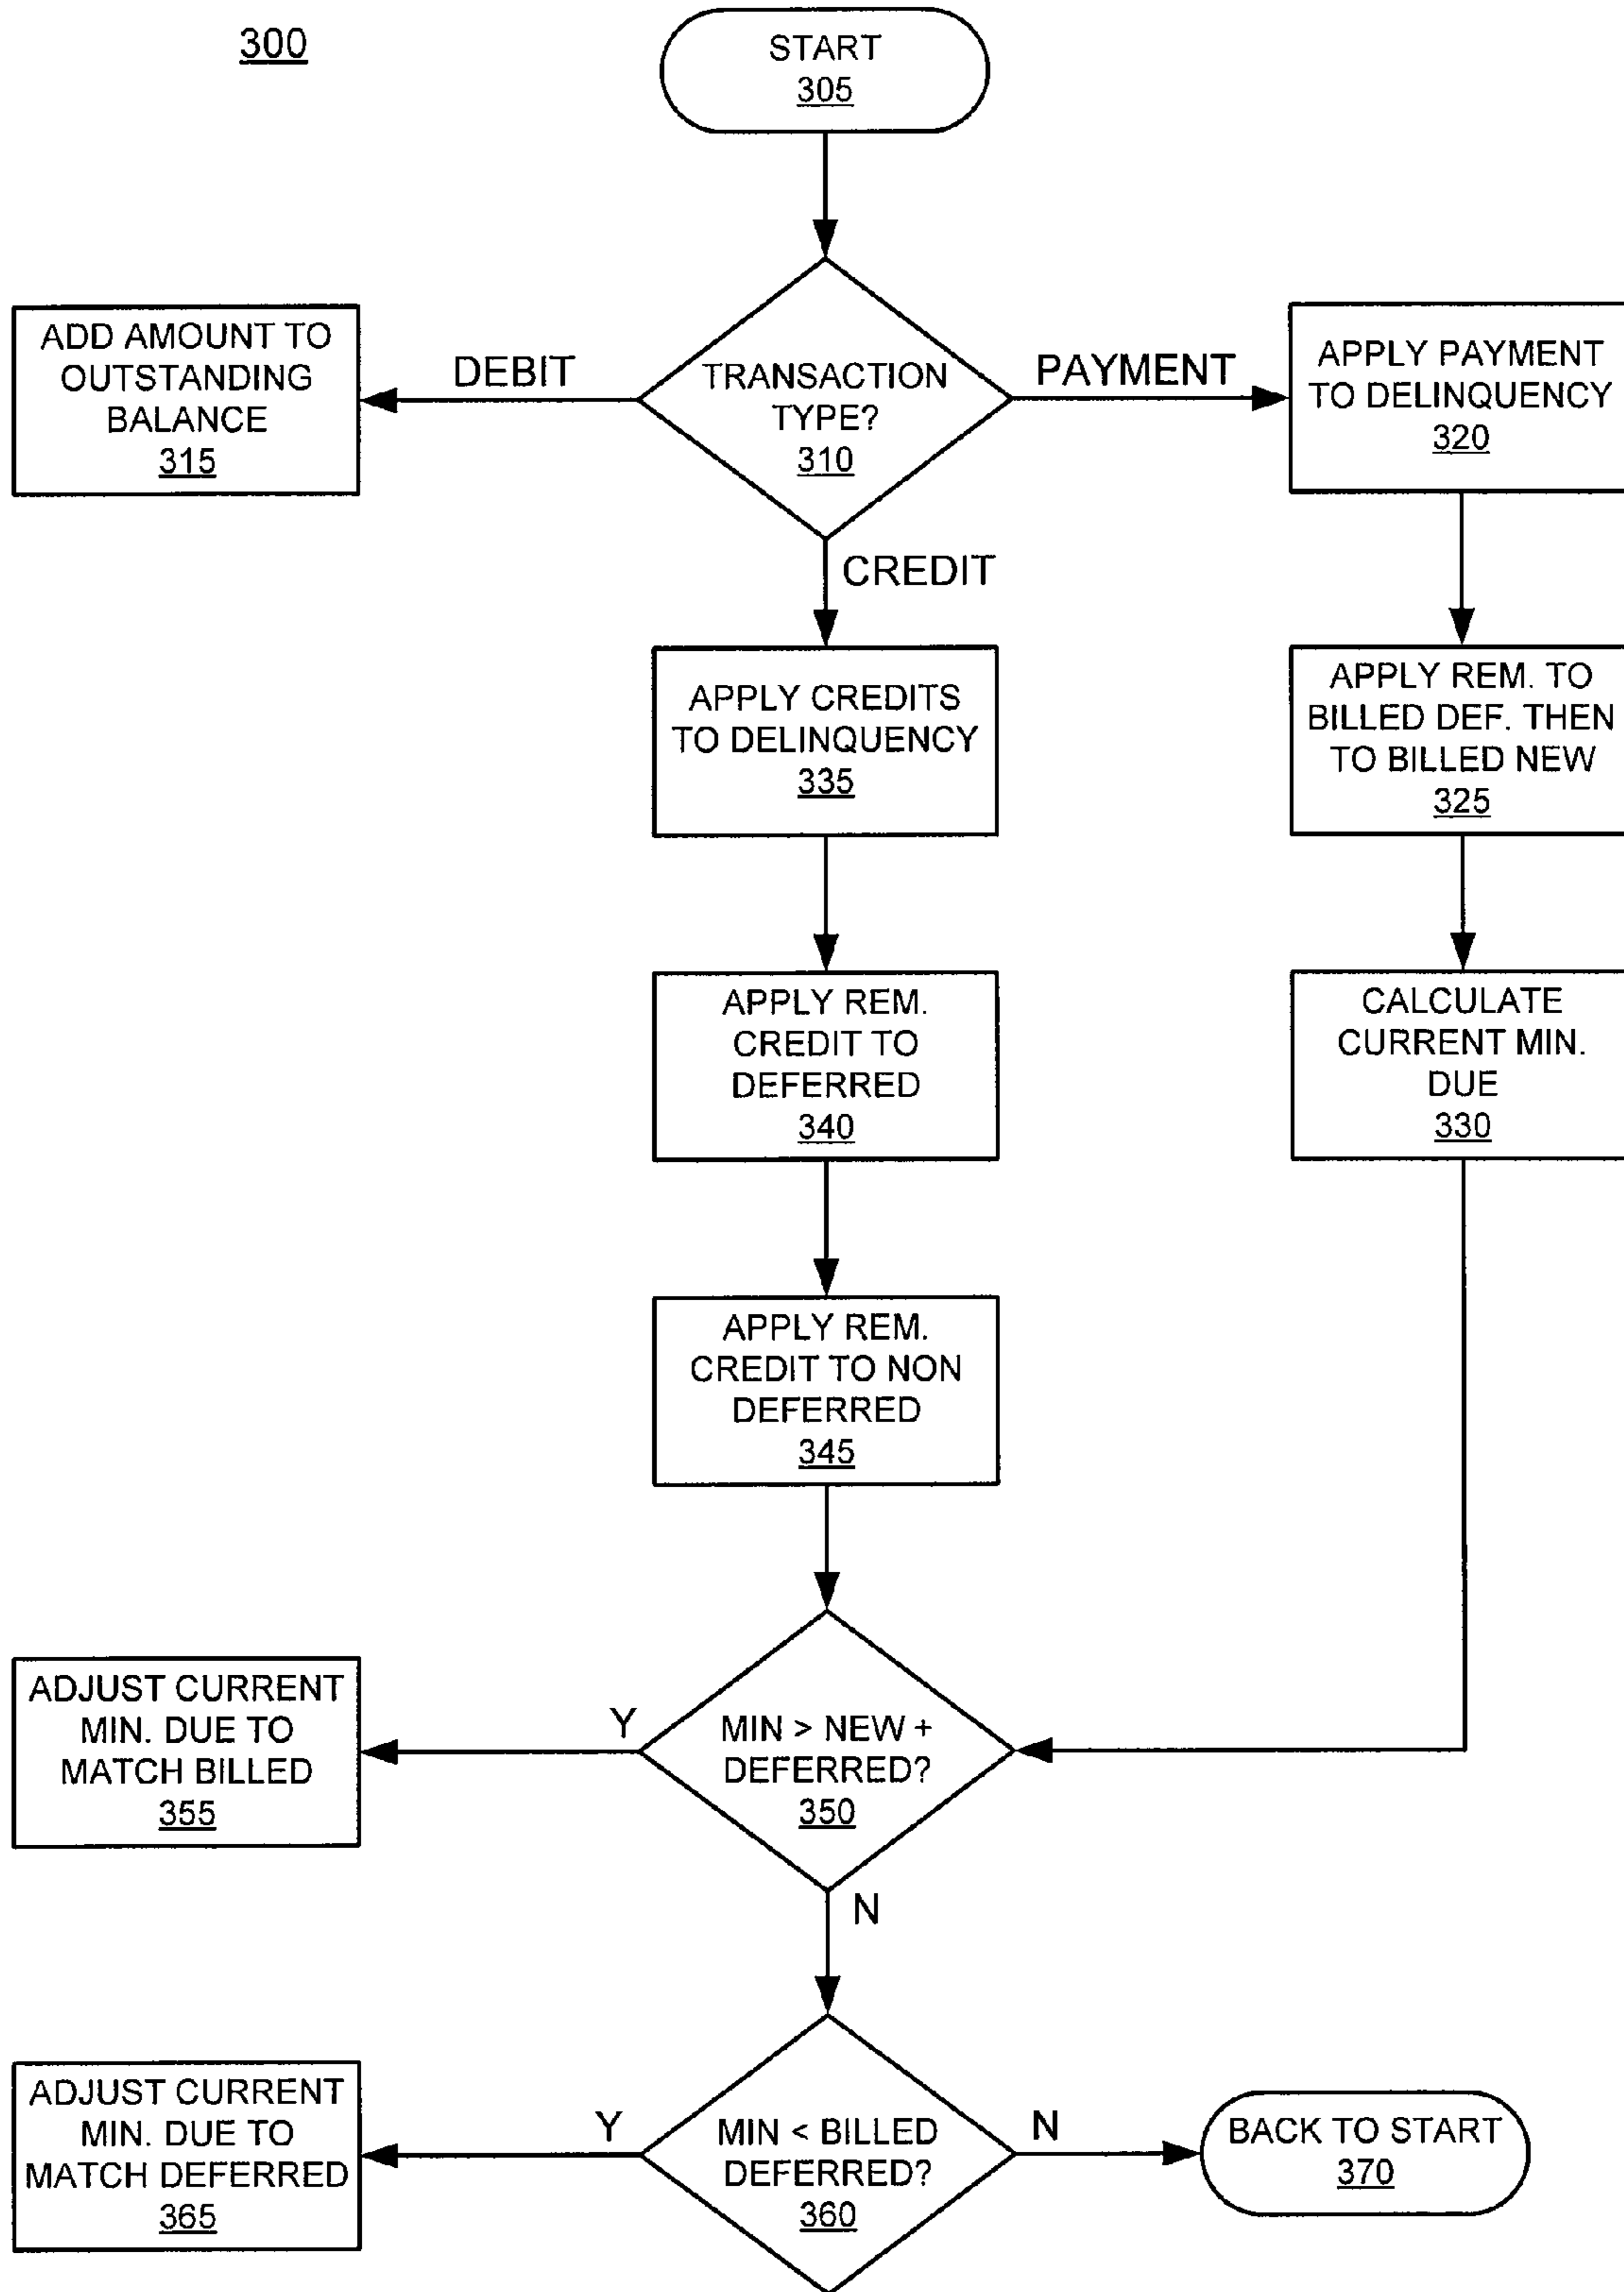 300
START
305
TRANSACTION
TYPE?
310
DEBIT
PAYMENT
CREDIT
ADD AMOUNT TO
OUTSTANDING
BALANCE
315
APPLY PAYMENT
TO DELINQUENCY
320
APPLY CREDITS
TO DELINQUENCY
335
APPLY REM. TO
BILLED DEF. THEN
TO BILLED NEW
325
APPLY REM.
CREDIT TO
DEFERRED
340
CALCULATE
CURRENT MIN.
DUE
330
APPLY REM.
CREDIT TO NON
DEFERRED
345
MIN > NEW +
DEFERRED?
350
Y
N
ADJUST CURRENT
MIN. DUE TO
MATCH BILLED
355
MIN < BILLED
DEFERRED?
360
Y
N
ADJUST CURRENT
MIN. DUE TO
MATCH DEFERRED
365
BACK TO START
370